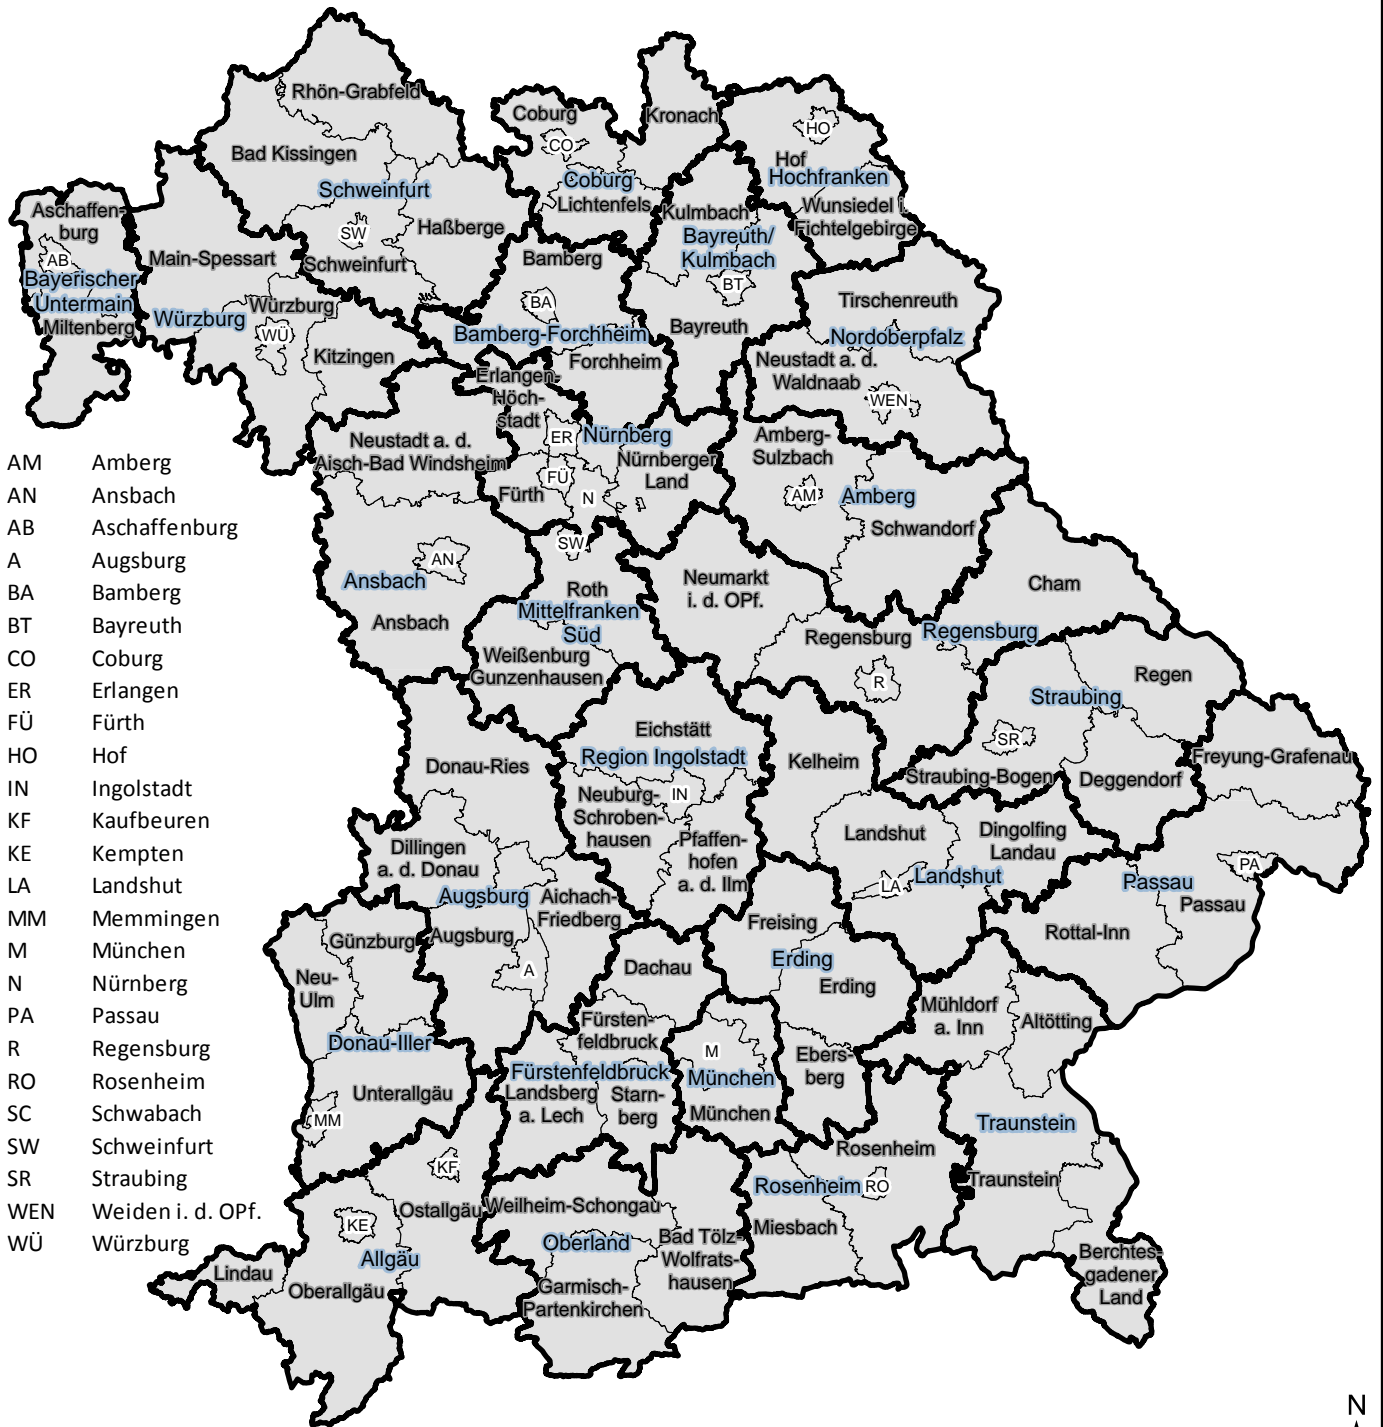 Rhön-Grabfeld
Coburg
Kronach
CO
HO
Bad Kissingen
Hof
Hochfranken
Schweinfurt
Coburg
Lichtenfels
Wunsiedel i.
Fichtelgebirge
Aschaffen-
burg
AB
Bayerischer
Untermain
Miltenberg
SW
Haßberge
Schweinfurt
Kulmbach
Bayreuth/
Kulmbach
BT
Bayreuth
Main-Spessart
Würzburg
Würzburg
WÜ
Kitzingen
Bamberg
BA
Bamberg-Forchheim
Forchheim
Tirschenreuth
Nordoberpfalz
Neustadt a. d.
Waldnaab
WEN
Erlangen-
Höch-
stadt
ER
Nürnberg
Nürnberger
Land
FÜ
Fürth
N
Neustadt a. d.
Aisch-Bad Windsheim
Amberg-
Sulzbach
AM
Amberg
Schwandorf
AN
Ansbach
Ansbach
SW
Roth
Mittelfranken
Süd
Weißenburg
Gunzenhausen
Neumarkt
i. d. OPf.
Cham
Regensburg
Regensburg
R
Regen
Straubing
SR
Straubing-Bogen
Deggendorf
Freyung-Grafenau
Eichstätt
Region Ingolstadt
Neuburg-
Schroben-
hausen
IN
Pfaffen-
hofen
a. d. Ilm
Kelheim
Donau-Ries
Dillingen
a. d. Donau
Augsburg
Aichach-
Friedberg
Augsburg
A
Landshut
Dingolfing
Landau
LA
Landshut
PA
Passau
Passau
Rottal-Inn
Günzburg
Neu-
Ulm
Donau-Iller
Unterallgäu
MM
Freising
Erding
Erding
Dachau
Fürsten-
feldbruck
Fürstenfeldbruck
Landsberg
a. Lech
Starn-
berg
M
München
München
Ebers-
berg
Mühldorf
a. Inn
Altötting
Traunstein
Traunstein
Berchtes-
gadener
Land
Rosenheim
Rosenheim
RO
Miesbach
KF
Ostallgäu
KE
Allgäu
Lindau
Oberallgäu
Weilheim-Schongau
Oberland
Bad Tölz-
Wolfrats-
hausen
Garmisch-
Partenkirchen
AM Amberg
AN Ansbach
AB Aschaffenburg
A Augsburg
BA Bamberg
BT Bayreuth
CO Coburg
ER Erlangen
FÜ Fürth
HO Hof
IN Ingolstadt
KF Kaufbeuren
KE Kempten
LA Landshut
MM Memmingen
M München
N Nürnberg
PA Passau
R Regensburg
RO Rosenheim
SC Schwabach
SW Schweinfurt
SR Straubing
WEN Weiden i. d. OPf.
WÜ Würzburg
N